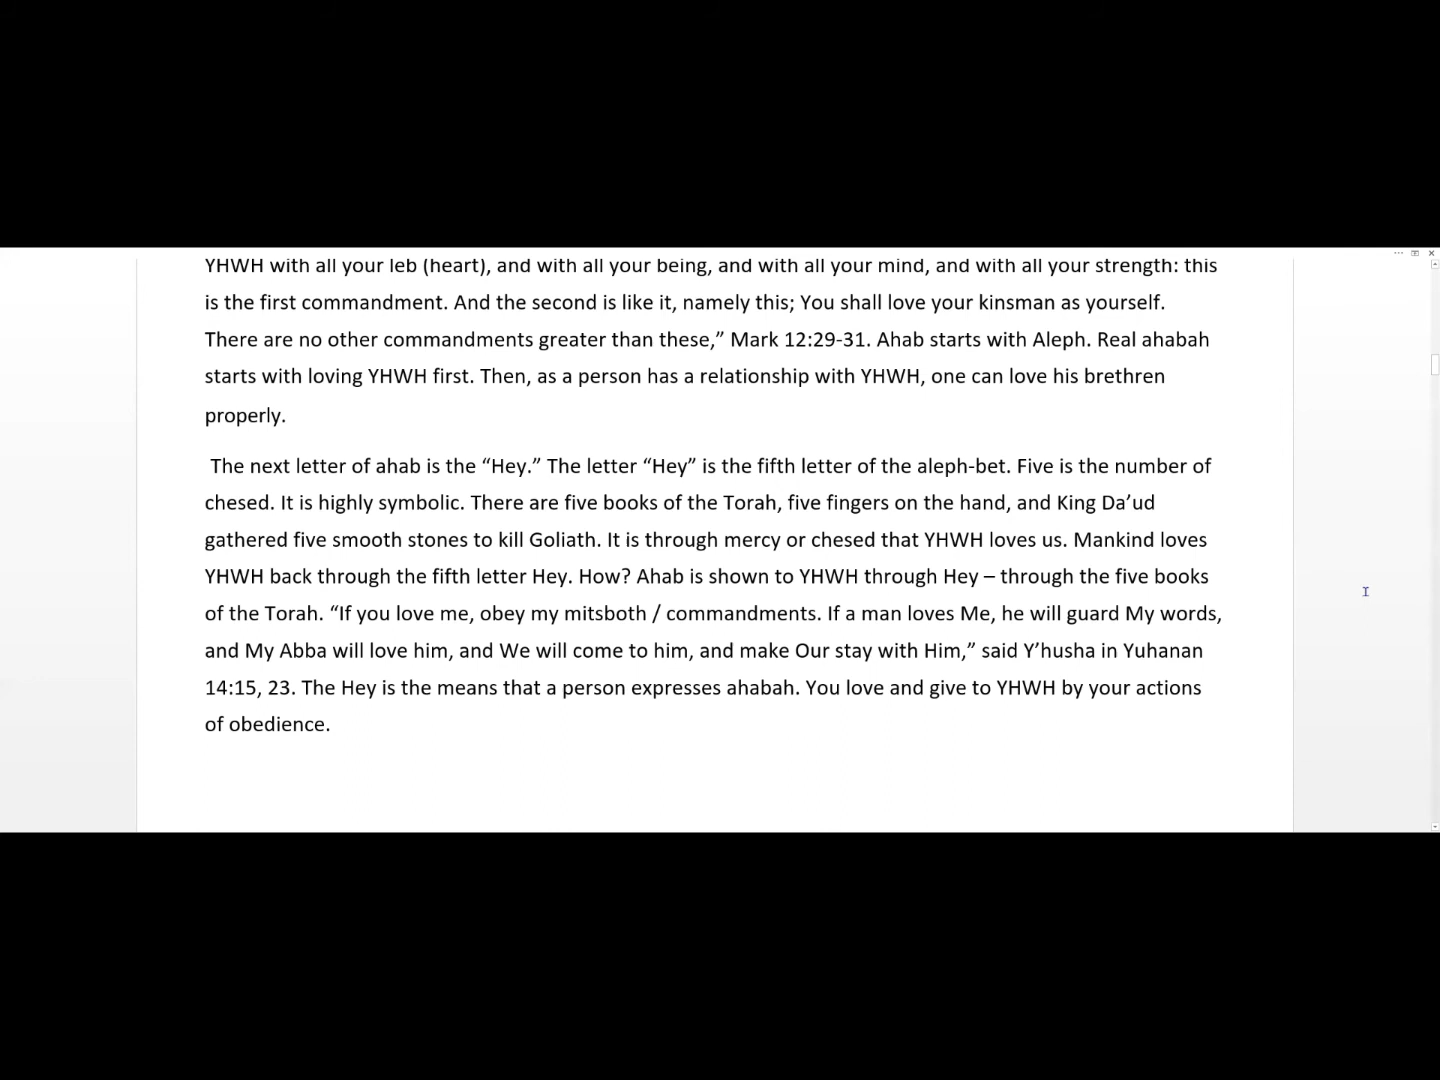 YHWH with all your leb (heart), and with all your being, and with all your mind, and with all your strength: this
is the first commandment. And the second is like it, namely this; You shall love your kinsman as yourself.
There are no other commandments greater than these,” Mark 12:29-31. Ahab starts with Aleph. Real ahabah
starts with loving YHWH first. Then, as a person has a relationship with YHWH, one can love his brethren
properly.
The next letter of ahab is the “Hey.” The letter “Hey” is the fifth letter of the aleph-bet. Five is the number of
chesed. It is highly symbolic. There are five books of the Torah, five fingers on the hand, and King Da’ud
gathered five smooth stones to kill Goliath. It is through mercy or chesed that YHWH loves us. Mankind loves
YHWH back through the fifth letter Hey. How? Ahab is shown to YHWH through Hey – through the five books
of the Torah. “If you love me, obey my mitsboth / commandments. If a man loves Me, he will guard My words,
and My Abba will love him, and We will come to him, and make Our stay with Him,” said Y’husha in Yuhanan
14:15, 23. The Hey is the means that a person expresses ahabah. You love and give to YHWH by your actions
of obedience.